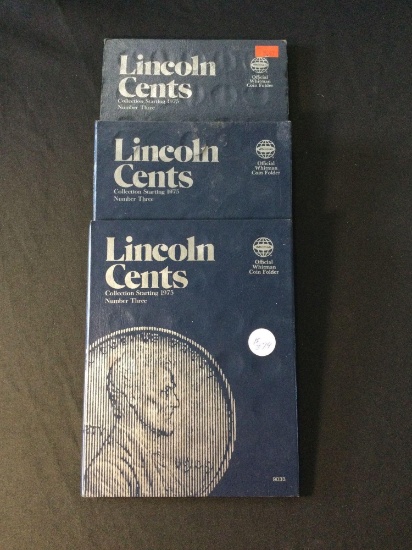 Lincoln
Cents
Collection Starting 1975
Number Three
Official
Whitman
Coin Folder
Lincoln
Cents
Collection Starting 1975
Number Three
Official
Whitman
Coin Folder
Lincoln
Cents
Collection Starting 1975
Number Three
Official
Whitman
Coin Folder
9033